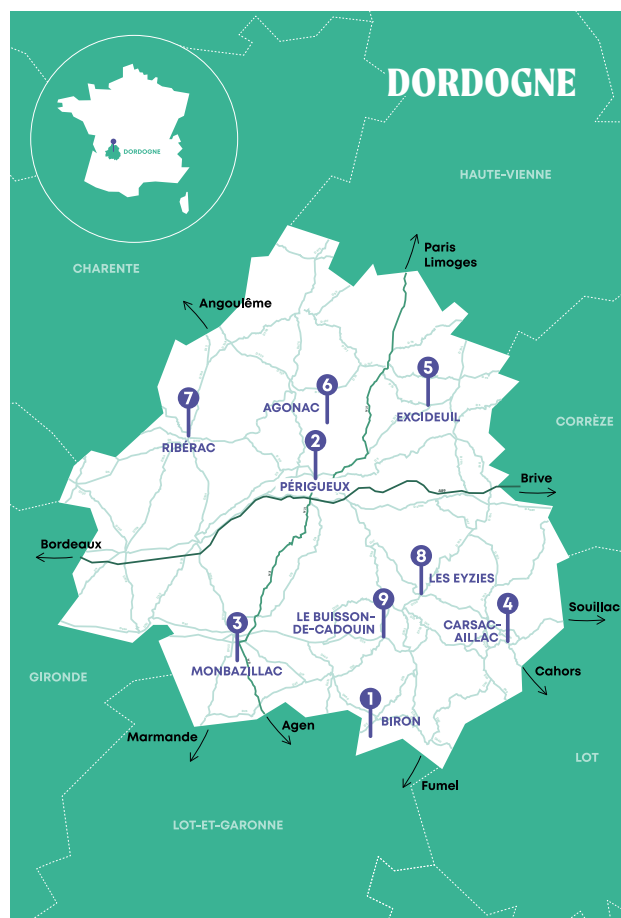 DORDOGNE
DORDOGNE
HAUTE-VIENNE
CHARENTE
Paris
Limoges
Angoulême
5
6
7
AGONAC
EXCIDEUIL
CORRÈZE
2
RIBÉRAC
PÉRIGUEUX
Brive
Bordeaux
8
LES EYZIES
9
4
LE BUISSON-
DE-CADOUIN
Souillac
3
CARSAC-
AILLAC
MONBAZILLAC
Cahors
GIRONDE
1
BIRON
Agen
Marmande
LOT
Fumel
LOT-ET-GARONNE